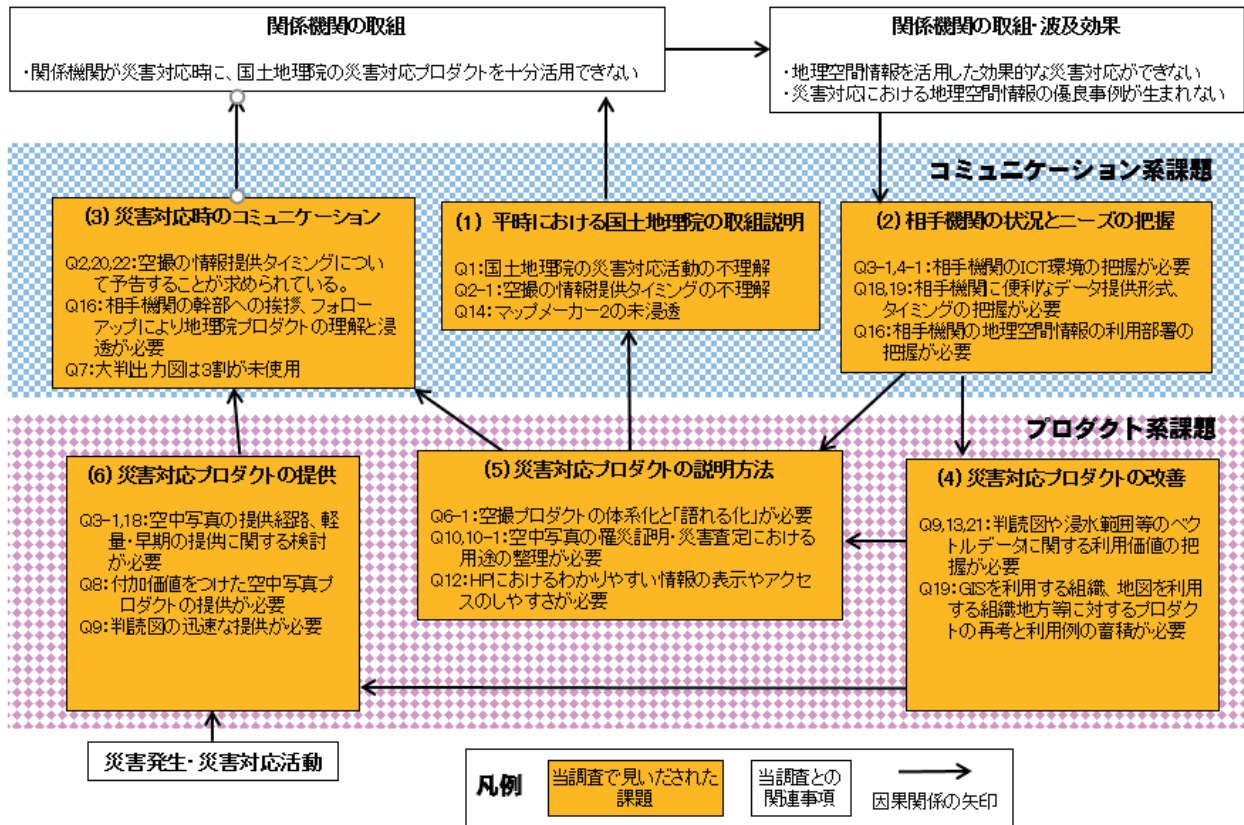 関係機関の取組
・関係機関が災害対応時に、国土地理院の災害対応プロダクトを十分活用できない
関係機関の取組・波及効果
・地理空間情報を活用した効果的な災害対応ができない
・災害対応における地理空間情報の優良事例が生まれない
コミュニケーション系課題
(3) 災害対応時のコミュニケーション
Q2,20,22:空撮の情報提供タイミングについ
て予告することが求められている。
Q16:相手機関の幹部への挨拶、フォロー
アップにより地理院プロダクトの理解と浸
透が必要
Q7:大判出力図は3割が未使用
(1) 平時における国土地理院の取組説明
Q1:国土地理院の災害対応活動の不理解
Q2-1:空撮の情報提供タイミングの不理解
Q14:マップメーカー2の未浸透
(2) 相手機関の状況とニーズの把握
Q3-1,4-1:相手機関のICT環境の把握が必要
Q18,19:相手機関に便利なデータ提供形式、
タイミングの把握が必要
Q16:相手機関の地理空間情報の利用部署の
把握が必要
プロダクト系課題
(6) 災害対応プロダクトの提供
Q3-1,18:空中写真の提供経路、軽
量・早期の提供に関する検討
が必要
Q8:付加価値をつけた空中写真プ
ロダクトの提供が必要
Q9:判読図の迅速な提供が必要
(5) 災害対応プロダクトの説明方法
Q6-1:空撮プロダクトの体系化と「語れる化」が必要
Q10,10-1:空中写真の罹災証明・災害査定における
用途の整理が必要
Q12:HPにおけるわかりやすい情報の表示やアクセ
スのしやすさが必要
(4) 災害対応プロダクトの改善
Q9,13,21:判読図や浸水範囲等のベク
トルデータに関する利用価値の把
握が必要
Q19:GISを利用する組織、地図を利用
する組織地方等に対するプロダク
トの再考と利用例の蓄積が必要
災害発生・災害対応活動
凡例
当調査で見いだされた
課題
当調査との
関連事項
因果関係の矢印